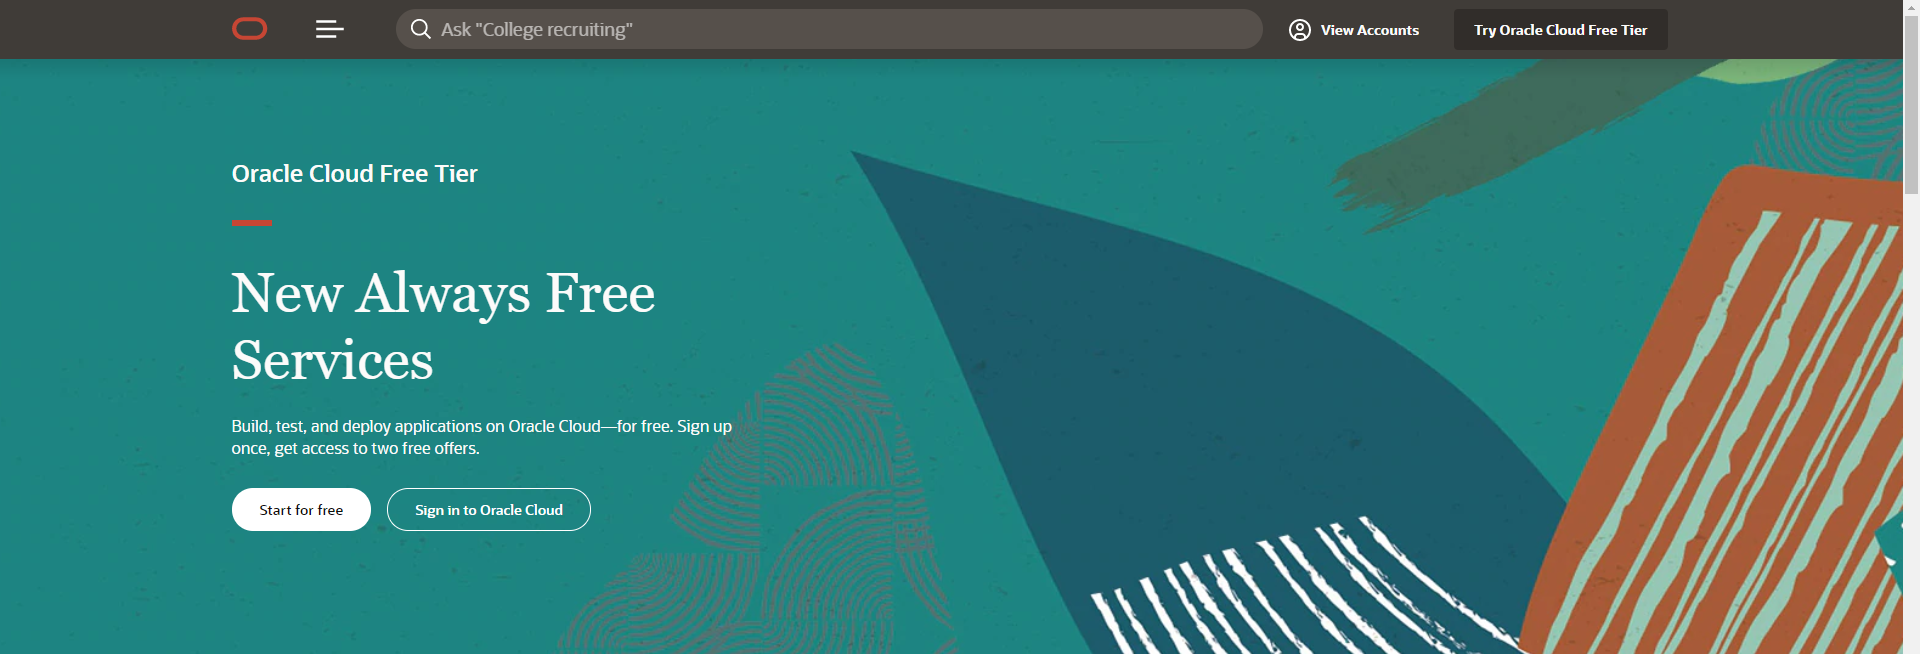 Ask "College recruiting"
View Accounts
Try Oracle Cloud Free Tier
Oracle Cloud Free Tier
New Always Free
Services
Build, test, and deploy applications on Oracle Cloud—for free. Sign up
once, get access to two free offers.
Start for free
Sign in to Oracle Cloud